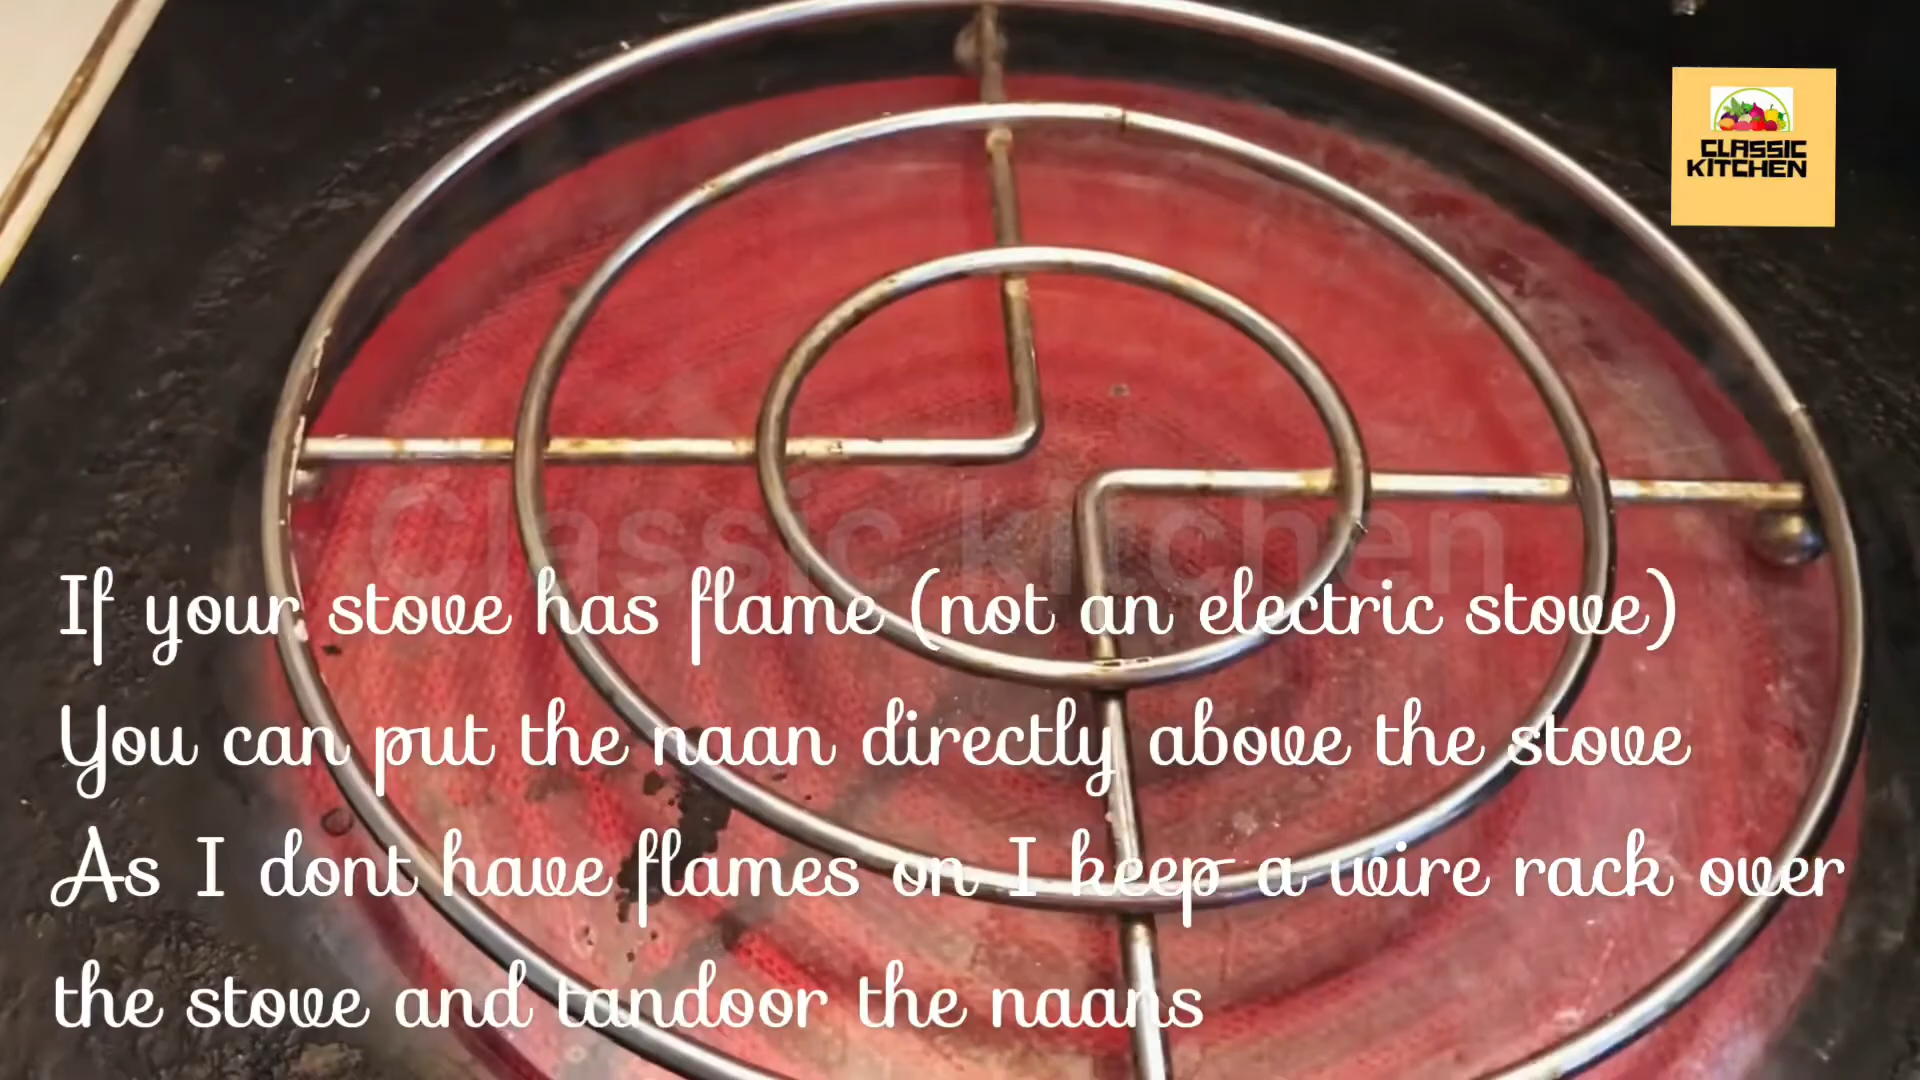 CLASSIC
KITCHEN
Classic kitchen
If your stove has flame (not an electric stove)
You can put the naan directly above the stove
As I dont have flames on I keep a wire rack over
the stove and tandoor the naans